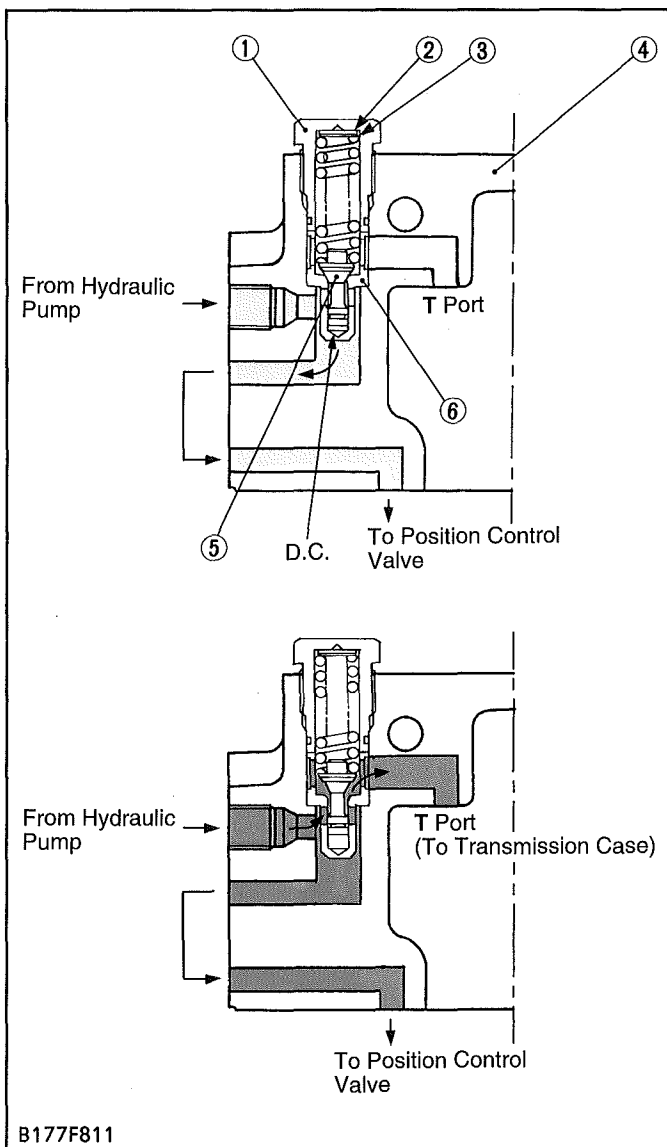 ① ② ③ ④
From Hydraulic
Pump
T Port
⑥
⑤ D.C.
To Position Control
Valve
From Hydraulic
Pump
T Port
(To Transmission Case)
To Position Control
Valve
B177F811